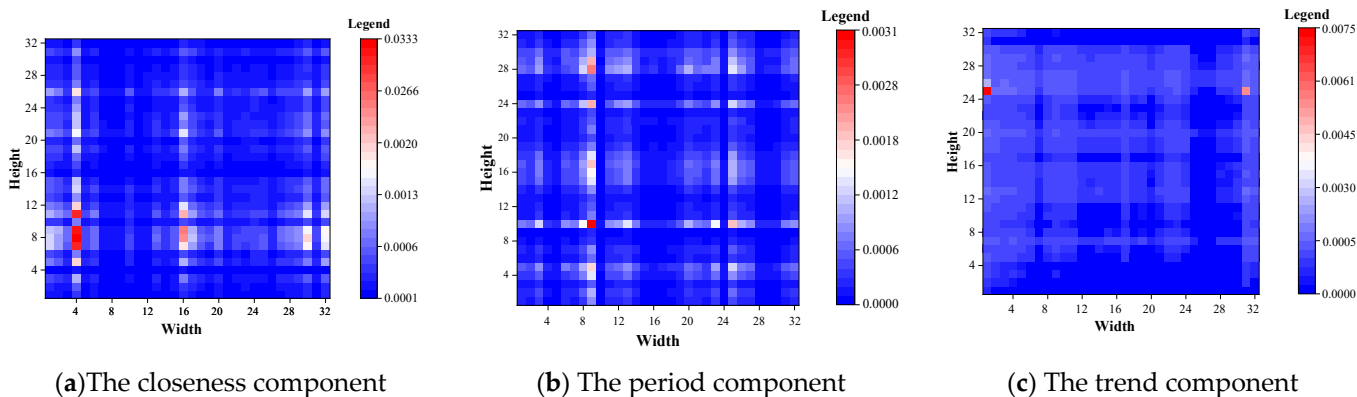 Legend
0.0333
0.0266
0.0020
0.0013
0.0006
0.0001
32
28
24
20
16
12
8
4
Height
4 8 12 16 20 24 28 32
Width
(a)The closeness component
Legend
0.0031
0.0024
0.0018
0.0012
0.0006
0.0000
32
28
24
20
16
12
8
4
Height
4 8 12 16 20 24 28 32
Width
(b) The period component
Legend
0.0075
0.0061
0.0045
0.0030
0.0005
0.0000
32
28
24
20
16
12
8
4
Height
4 8 12 16 20 24 28 32
Width
(c) The trend component